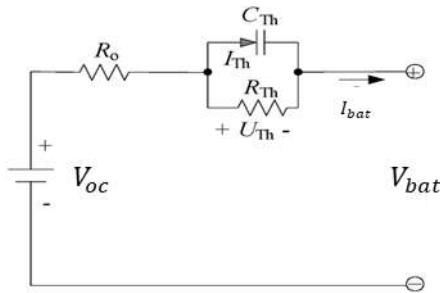 C_Th
R_o
I_Th
R_Th
+ U_Th -
I_bat
+
-
V_oc
V_bat
+
-